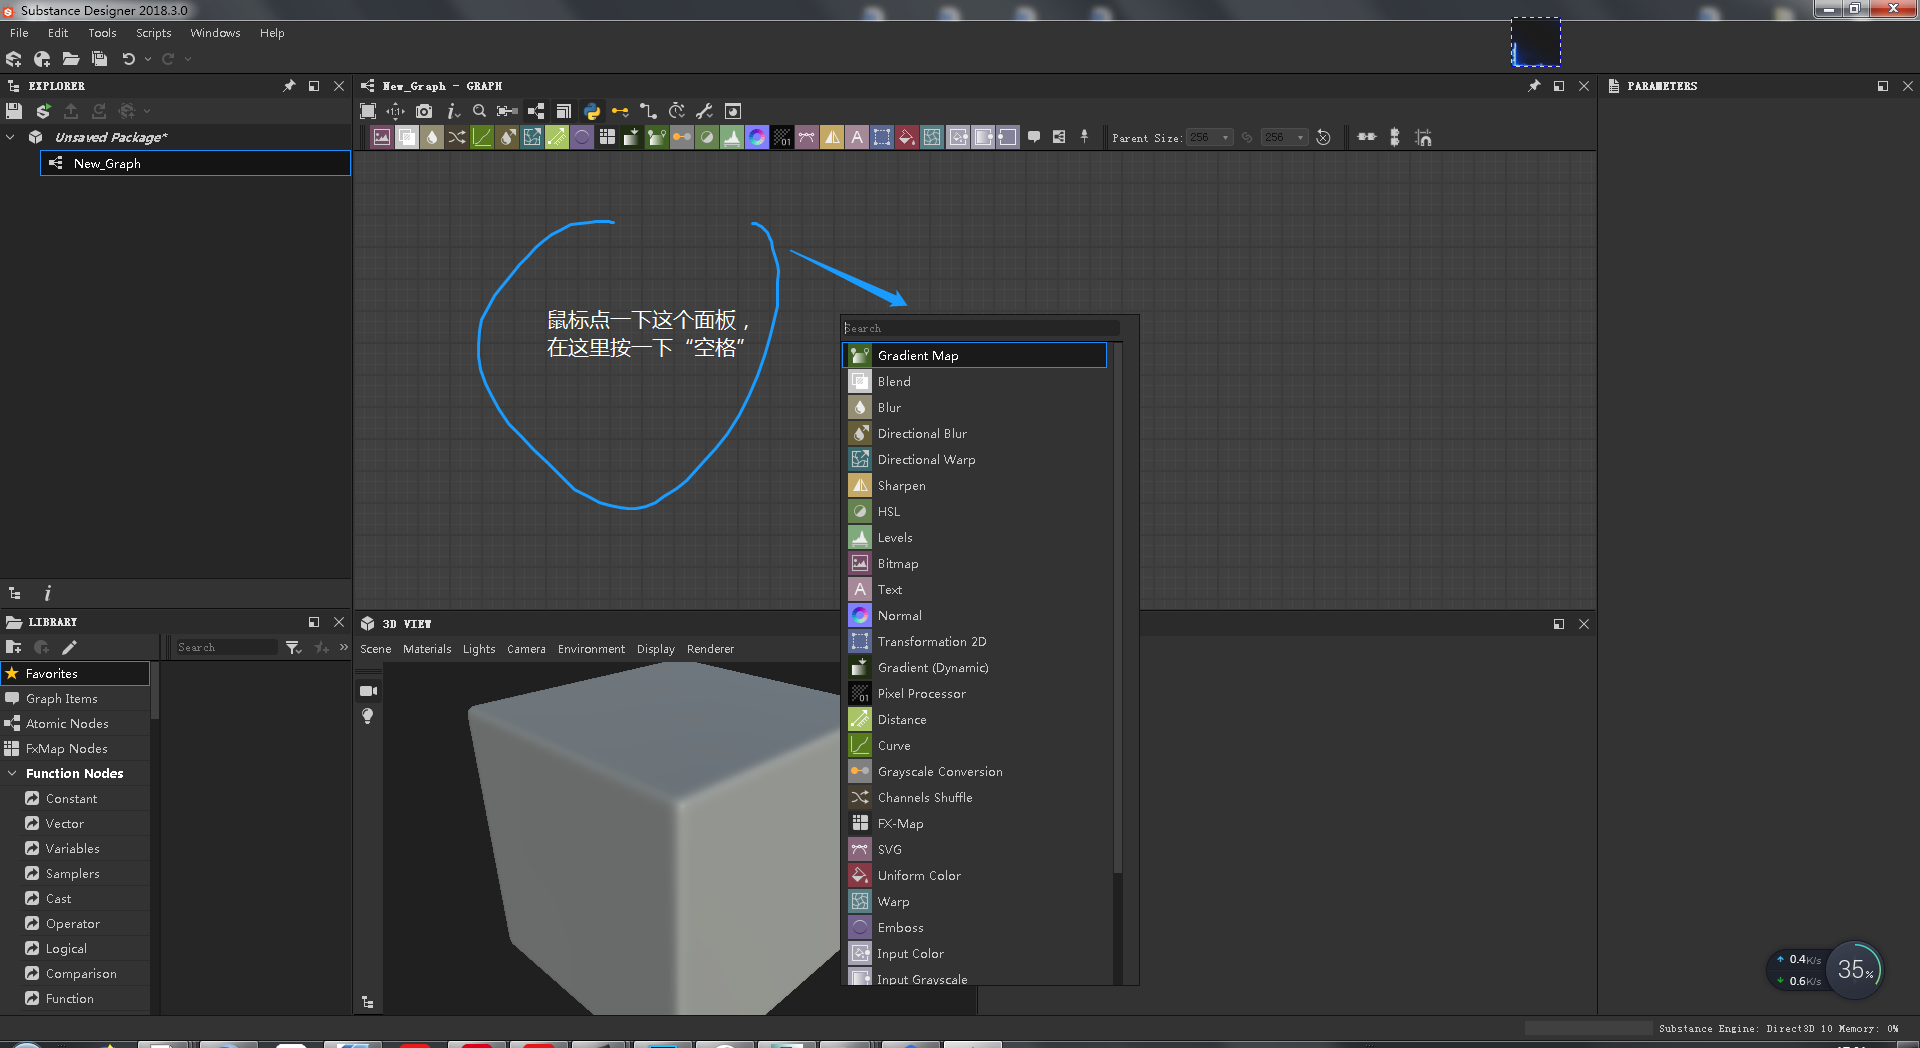 Substance Designer 2018.3.0
File Edit Tools Scripts Windows Help
EXPLORER
Unsaved Package*
New_Graph
New_Graph - GRAPH
Parent Size: 256 256
PARAMETERS
鼠标点一下这个面板，
在这里按一下“空格”
Search
Gradient Map
Blend
Blur
Directional Blur
Directional Warp
Sharpen
HSL
Levels
Bitmap
Text
Normal
Transformation 2D
Gradient (Dynamic)
Pixel Processor
Distance
Curve
Grayscale Conversion
Channels Shuffle
FX-Map
SVG
Uniform Color
Warp
Emboss
Input Color
Input Grayscale
LIBRARY
Search
Favorites
Graph Items
Atomic Nodes
FxMap Nodes
Function Nodes
Constant
Vector
Variables
Samplers
Cast
Operator
Logical
Comparison
Function
3D VIEW
Scene Materials Lights Camera Environment Display Renderer
0.4K/s
0.6K/s
35%
Substance Engine: Direct3D 10 Memory: 0%